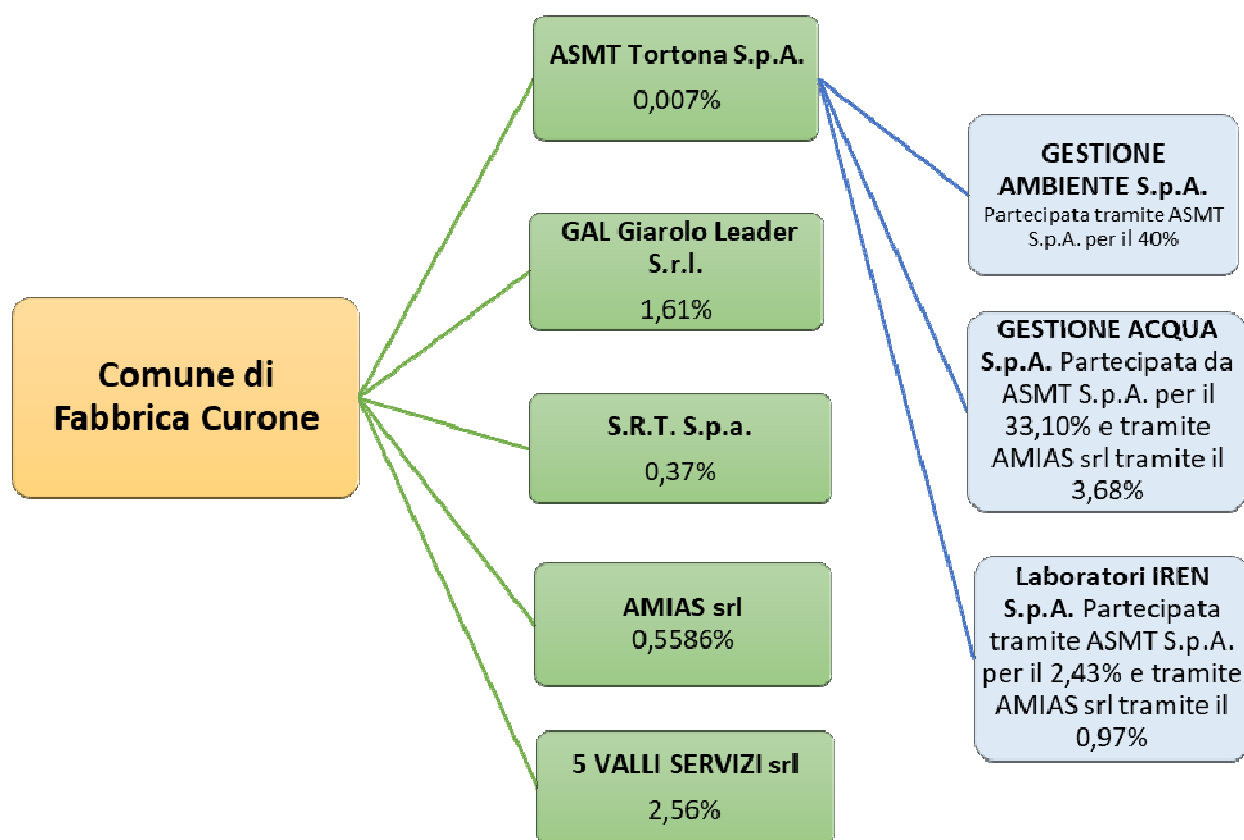 Comune di
Fabbrica Curone
ASMT Tortona S.p.A.
0,007%
GAL Giarolo Leader
S.r.l.
1,61%
S.R.T. S.p.a.
0,37%
AMIAS srl
0,5586%
5 VALLI SERVIZI srl
2,56%
GESTIONE
AMBIENTE S.p.A.
Partecipata tramite ASMT
S.p.A. per il 40%
GESTIONE ACQUA
S.p.A. Partecipata da
ASMT S.p.A. per il
33,10% e tramite
AMIAS srl tramite il
3,68%
Laboratori IREN
S.p.A. Partecipata
tramite ASMT S.p.A.
per il 2,43% e tramite
AMIAS srl tramite il
0,97%